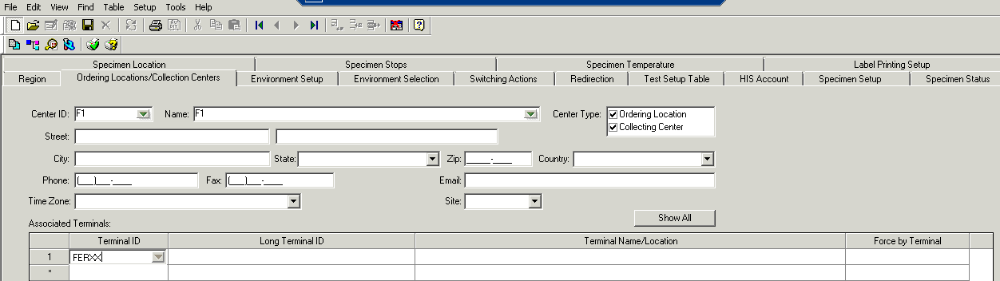 File Edit View Find Table Setup Tools Help
Specimen Location Specimen Stops Specimen Temperature Label Printing Setup
Region Ordering Locations/Collection Centers Environment Setup Environment Selection Switching Actions Redirection Test Setup Table HIS Account Specimen Setup Specimen Status
Center ID: F1 Name: F1 Center Type: Ordering Location
Collecting Center
Street:
City: State: Zip: _____-____ Country:
Phone: (___)___-____ Fax: (___)___-____ Email:
Time Zone: Site:
Associated Terminals: Show All
Terminal ID Long Terminal ID Terminal Name/Location Force by Terminal
1 FERXX
*